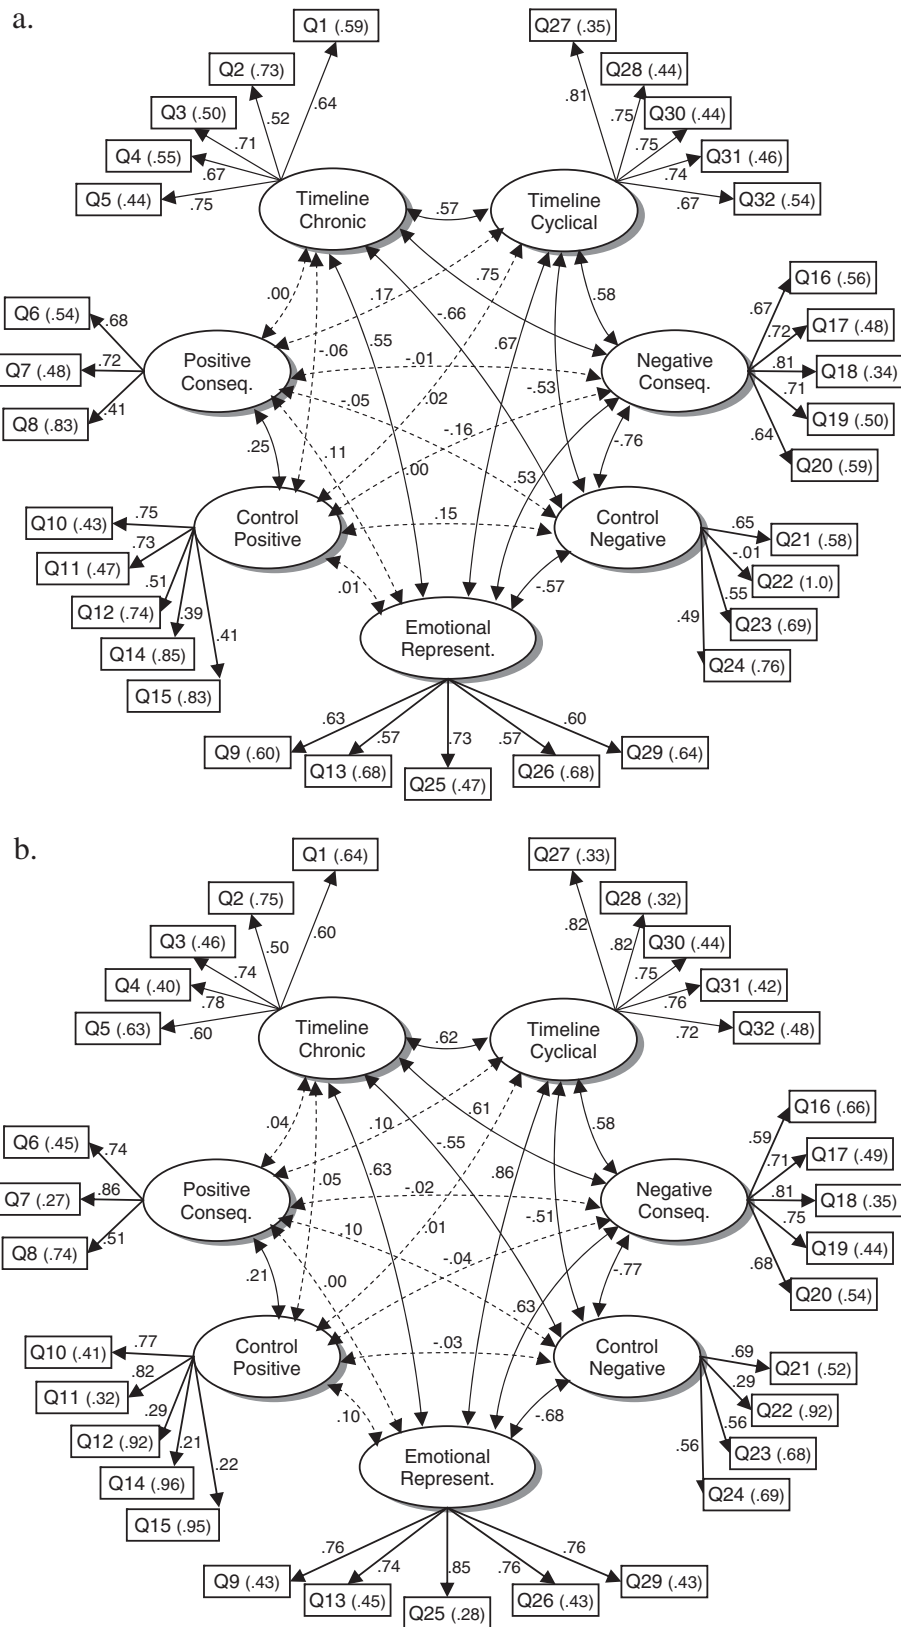 a.
Q1 (.59)
Q27 (.35)
Q2 (.73)
Q28 (.44)
Q3 (.50)
Q30 (.44)
Q4 (.55)
Q31 (.46)
Q5 (.44)
Q32 (.54)
.64
.52
.71
.67
.75
.81
.75
.75
.74
.67
Timeline
Chronic
.57
Timeline
Cyclical
.00
.17
.75
.58
-.06
.55
-.66
.67
-.01
-.53
-.05
.02
-.16
-.76
.25
.11
.00
.53
.15
.01
-.57
Q6 (.54)
Q7 (.48)
Q8 (.83)
.68
.72
.41
Positive
Conseq.
Negative
Conseq.
.67
.72
.81
.71
.64
Q16 (.56)
Q17 (.48)
Q18 (.34)
Q19 (.50)
Q20 (.59)
Q10 (.43)
Q11 (.47)
Q12 (.74)
Q14 (.85)
Q15 (.83)
.75
.73
.51
.39
.41
Control
Positive
Control
Negative
.65
-.01
.55
.49
Q21 (.58)
Q22 (1.0)
Q23 (.69)
Q24 (.76)
Emotional
Represent.
.63
.57
.73
.57
.60
Q9 (.60)
Q13 (.68)
Q25 (.47)
Q26 (.68)
Q29 (.64)
b.
Q1 (.64)
Q27 (.33)
Q2 (.75)
Q28 (.32)
Q3 (.46)
Q30 (.44)
Q4 (.40)
Q31 (.42)
Q5 (.63)
Q32 (.48)
.60
.50
.74
.78
.60
.82
.82
.75
.76
.72
Timeline
Chronic
.62
Timeline
Cyclical
.04
.10
.61
.58
.05
.63
-.55
.86
-.02
-.51
.10
.01
-.04
-.77
.21
.00
.63
-.03
.10
-.68
Q6 (.45)
Q7 (.27)
Q8 (.74)
.74
.86
.51
Positive
Conseq.
Negative
Conseq.
.59
.71
.81
.75
.68
Q16 (.66)
Q17 (.49)
Q18 (.35)
Q19 (.44)
Q20 (.54)
Q10 (.41)
Q11 (.32)
Q12 (.92)
Q14 (.96)
Q15 (.95)
.77
.82
.29
.21
.22
Control
Positive
Control
Negative
.69
.29
.56
.56
Q21 (.52)
Q22 (.92)
Q23 (.68)
Q24 (.69)
Emotional
Represent.
.76
.74
.85
.76
.76
Q9 (.43)
Q13 (.45)
Q25 (.28)
Q26 (.43)
Q29 (.43)